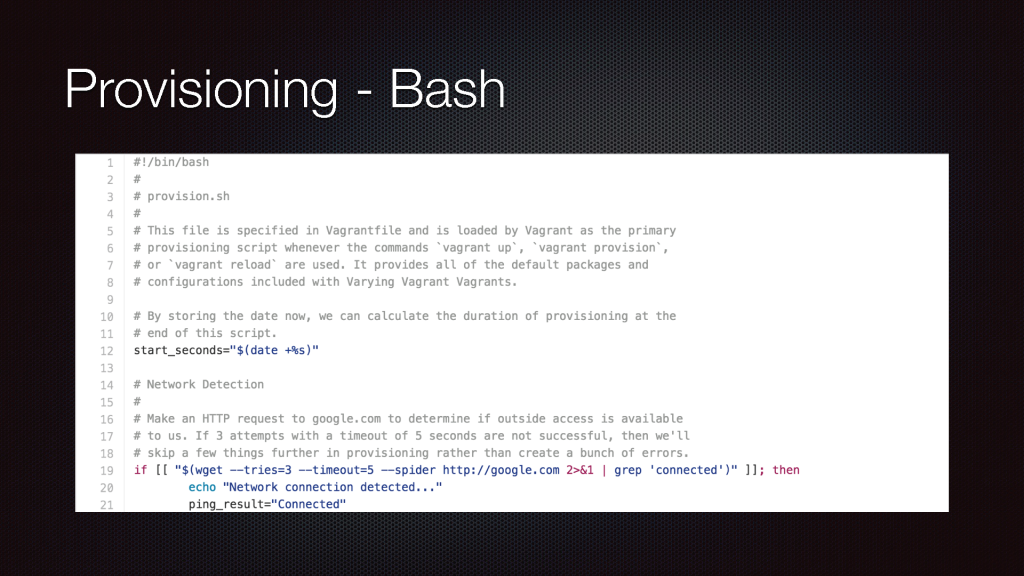 Provisioning - Bash
1 #!/bin/bash
2 #
3 # provision.sh
4 #
5 # This file is specified in Vagrantfile and is loaded by Vagrant as the primary
6 # provisioning script whenever the commands `vagrant up`, `vagrant provision`,
7 # or `vagrant reload` are used. It provides all of the default packages and
8 # configurations included with Varying Vagrant Vagrants.
9
10 # By storing the date now, we can calculate the duration of provisioning at the
11 # end of this script.
12 start_seconds="$(date +%s)"
13
14 # Network Detection
15 #
16 # Make an HTTP request to google.com to determine if outside access is available
17 # to us. If 3 attempts with a timeout of 5 seconds are not successful, then we'll
18 # skip a few things further in provisioning rather than create a bunch of errors.
19 if [[ "$(wget --tries=3 --timeout=5 --spider http://google.com 2>&1 | grep 'connected')" ]]; then
20 echo "Network connection detected..."
21 ping_result="Connected"